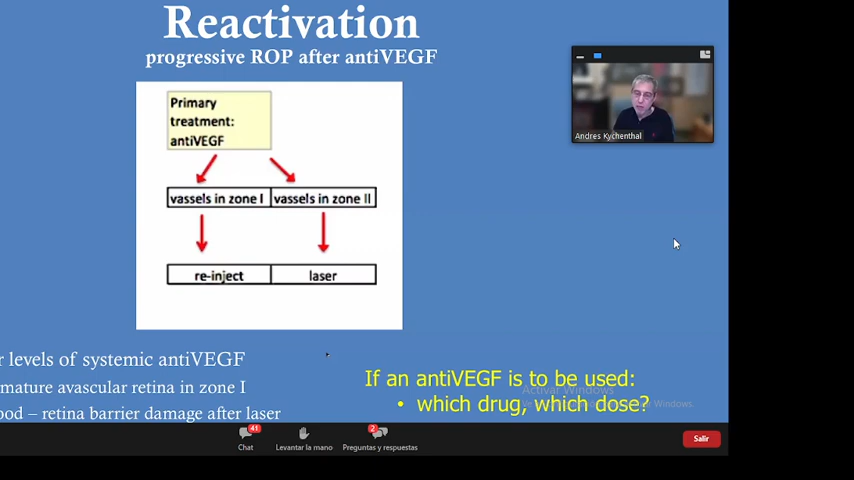 Reactivation
progressive ROP after antiVEGF
Primary
treatment:
antiVEGF
vassels in zone I
vassels in zone II
re-inject
laser
Andres Kychenthal
levels of systemic antiVEGF
mature avascular retina in zone I
– retina barrier damage after laser
If an antiVEGF is to be used:
• which drug, which dose?
Activar Windows
Windows.
41
Chat
Levantar la mano
2
Preguntas y respuestas
Salir